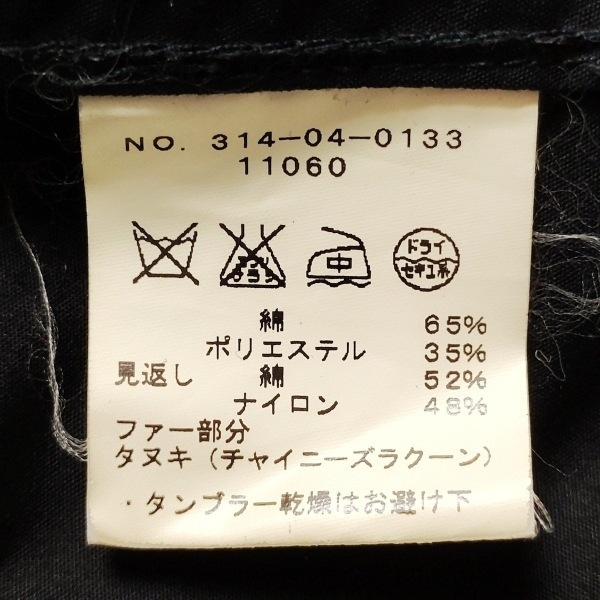 NO. 314-04-0133
11060
中 ドライ
セキユ系
綿 65%
ポリエステル 35%
見返し 綿 52%
ナイロン 48%
ファー部分
タヌキ（チャイニーズラクーン）
・タンブラー乾燥はお避け下